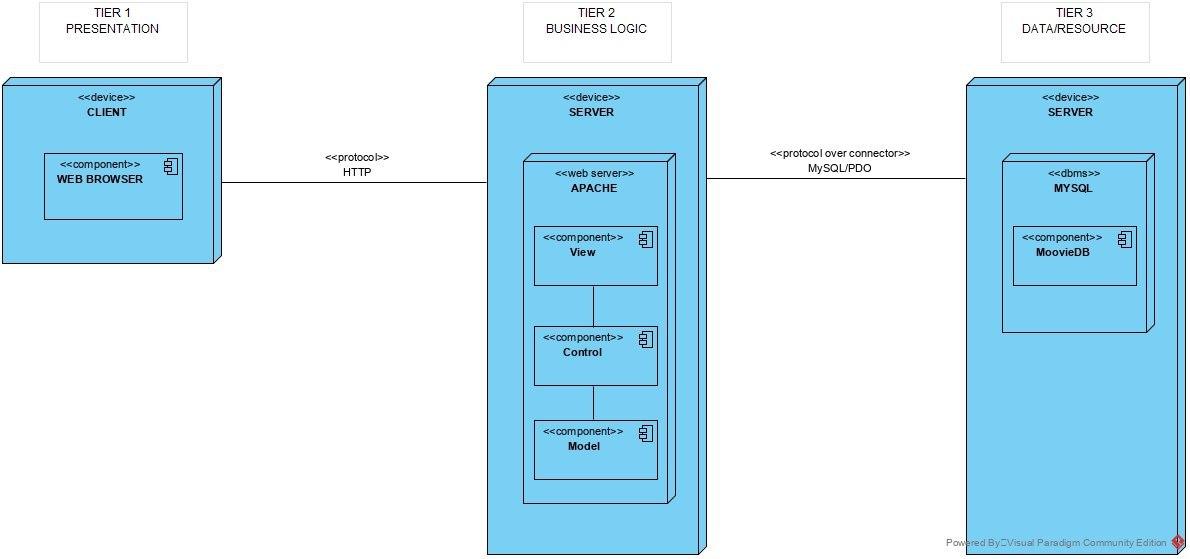 TIER 1
PRESENTATION
TIER 2
BUSINESS LOGIC
TIER 3
DATA/RESOURCE
<<device>>
CLIENT
<<component>>
WEB BROWSER
<<protocol>>
HTTP
<<device>>
SERVER
<<web server>>
APACHE
<<component>>
View
<<component>>
Control
<<component>>
Model
<<protocol over connector>>
MySQL/PDO
<<device>>
SERVER
<<dbms>>
MYSQL
<<component>>
MoovieDB
Powered By Visual Paradigm Community Edition